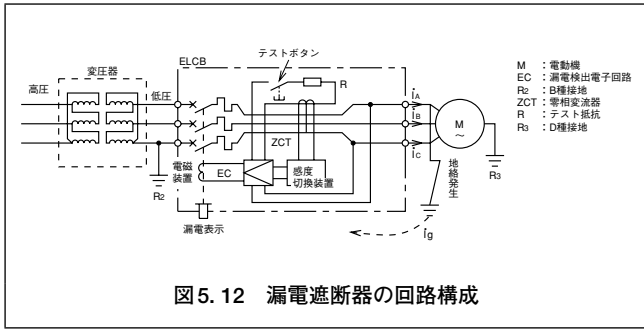 ELCB
テストボタン
変圧器
高圧
低圧
R
i̇A
i̇B
i̇C
ZCT
M
~
電磁
装置
EC
感度
切換装置
R2
R3
地絡発生
漏電表示
i̇g
M :電動機
EC :漏電検出電子回路
R2 :B種接地
ZCT :零相変流器
R :テスト抵抗
R3 :D種接地
図5.12 漏電遮断器の回路構成